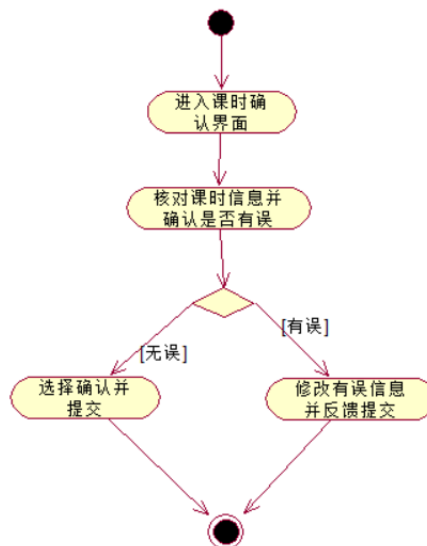 进入课时确
认界面
核对课时信息并
确认是否有误
[有误]
[无误]
选择确认并
提交
修改有误信息
并反馈提交